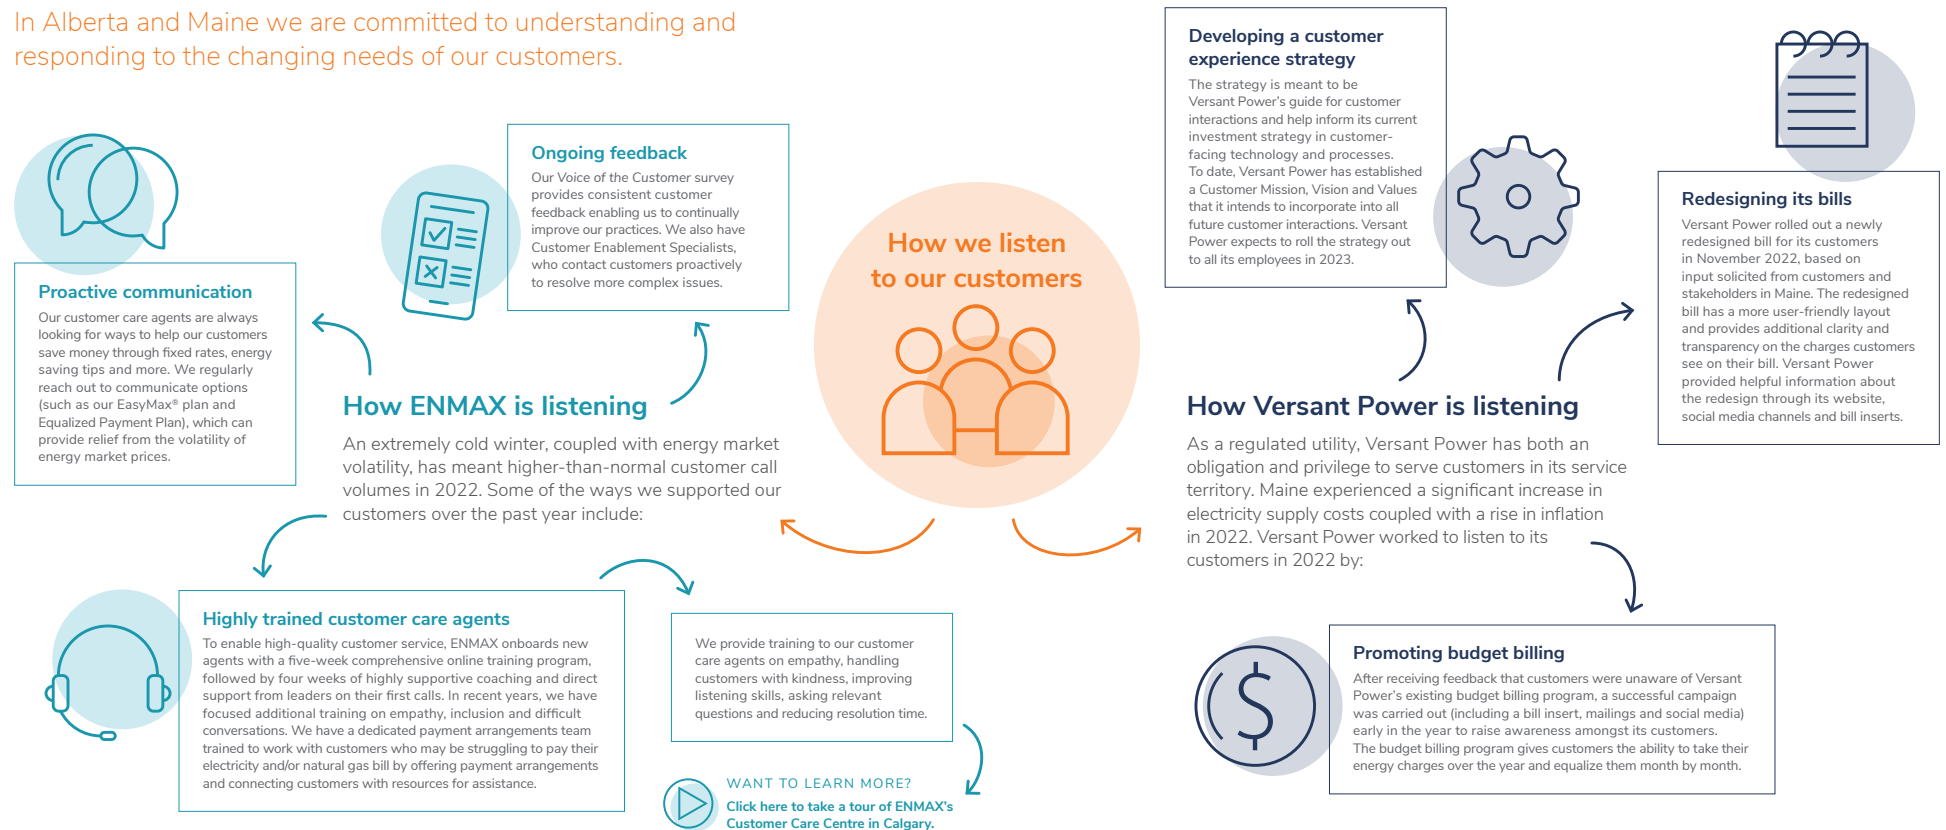 In Alberta and Maine we are committed to understanding and
responding to the changing needs of our customers.
Proactive communication
Our customer care agents are always
looking for ways to help our customers
save money through fixed rates, energy
saving tips and more. We regularly
reach out to communicate options
(such as our EasyMax® plan and
Equalized Payment Plan), which can
provide relief from the volatility of
energy market prices.
Ongoing feedback
Our Voice of the Customer survey
provides consistent customer
feedback enabling us to continually
improve our practices. We also have
Customer Enablement Specialists,
who contact customers proactively
to resolve more complex issues.
How ENMAX is listening
An extremely cold winter, coupled with energy market
volatility, has meant higher-than-normal customer call
volumes in 2022. Some of the ways we supported our
customers over the past year include:
Highly trained customer care agents
To enable high-quality customer service, ENMAX onboards new
agents with a five-week comprehensive online training program,
followed by four weeks of highly supportive coaching and direct
support from leaders on their first calls. In recent years, we have
focused additional training on empathy, inclusion and difficult
conversations. We have a dedicated payment arrangements team
trained to work with customers who may be struggling to pay their
electricity and/or natural gas bill by offering payment arrangements
and connecting customers with resources for assistance.
We provide training to our customer
care agents on empathy, handling
customers with kindness, improving
listening skills, asking relevant
questions and reducing resolution time.
WANT TO LEARN MORE?
Click here to take a tour of ENMAX's
Customer Care Centre in Calgary.
How we listen
to our customers
Developing a customer
experience strategy
The strategy is meant to be
Versant Power's guide for customer
interactions and help inform its current
investment strategy in customer-
facing technology and processes.
To date, Versant Power has established
a Customer Mission, Vision and Values
that it intends to incorporate into all
future customer interactions. Versant
Power expects to roll the strategy out
to all its employees in 2023.
Redesigning its bills
Versant Power rolled out a newly
redesigned bill for its customers
in November 2022, based on
input solicited from customers and
stakeholders in Maine. The redesigned
bill has a more user-friendly layout
and provides additional clarity and
transparency on the charges customers
see on their bill. Versant Power
provided helpful information about
the redesign through its website,
social media channels and bill inserts.
How Versant Power is listening
As a regulated utility, Versant Power has both an
obligation and privilege to serve customers in its service
territory. Maine experienced a significant increase in
electricity supply costs coupled with a rise in inflation
in 2022. Versant Power worked to listen to its
customers in 2022 by:
$
Promoting budget billing
After receiving feedback that customers were unaware of Versant
Power's existing budget billing program, a successful campaign
was carried out (including a bill insert, mailings and social media)
early in the year to raise awareness amongst its customers.
The budget billing program gives customers the ability to take their
energy charges over the year and equalize them month by month.